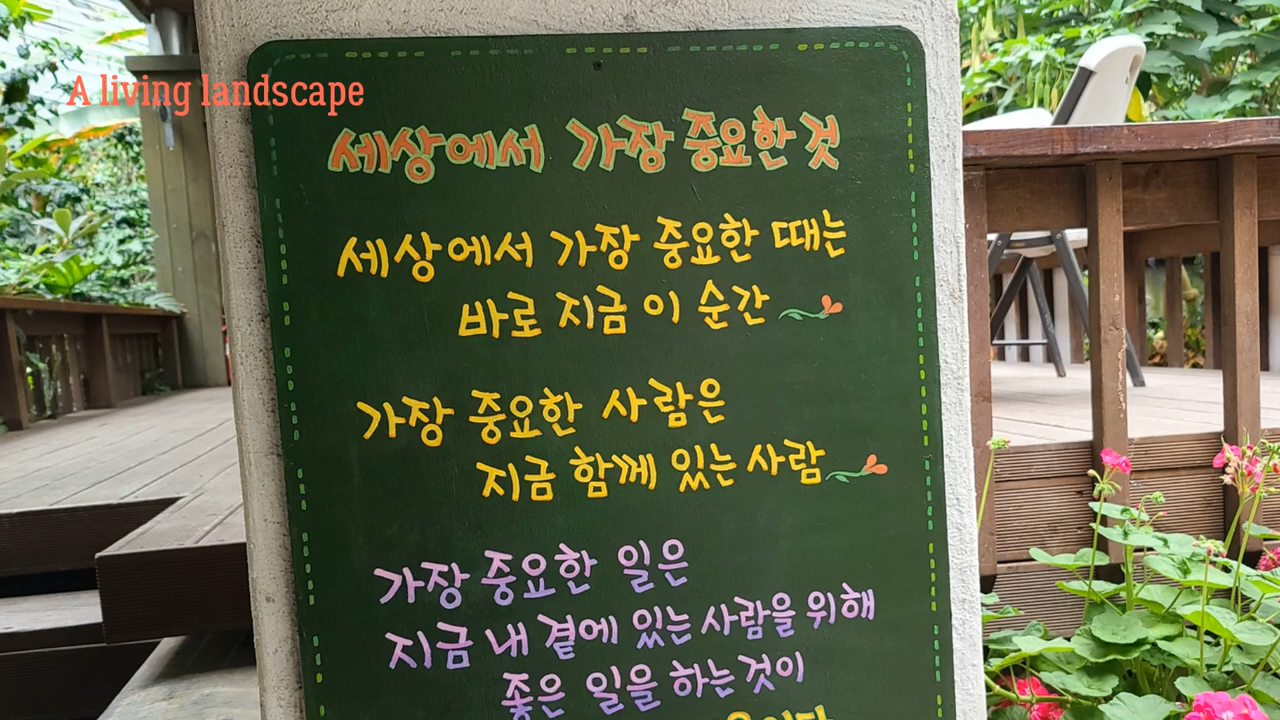 A living landscape
세상에서 가장 중요한 것
세상에서 가장 중요한 때는
바로 지금 이 순간
가장 중요한 사람은
지금 함께 있는 사람
가장 중요한 일은
지금 내 곁에 있는 사람을 위해
좋은 일을 하는 것이